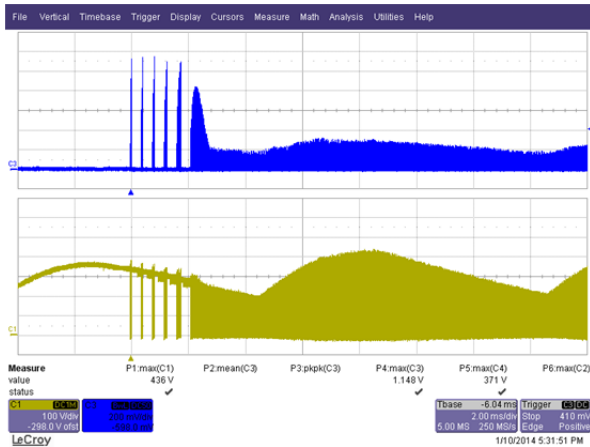 File Vertical Timebase Trigger Display Cursors Measure Math Analysis Utilities Help
C3
C1
Measure P1:max(C1) P2:mean(C3) P3:pkpk(C3) P4:max(C3) P5:max(C4) P6:max(C2)
value 436 V 1.148 V 371 V
status
C1 DC1M
100 V/div
-298.0 V ofst
Tbase -6.04 ms
2.00 ms/div
5.00 MS 250 MS/s
Trigger C3 DC
Stop 410 mV
Edge Positive
LeCroy
1/10/2014 5:31:51 PM